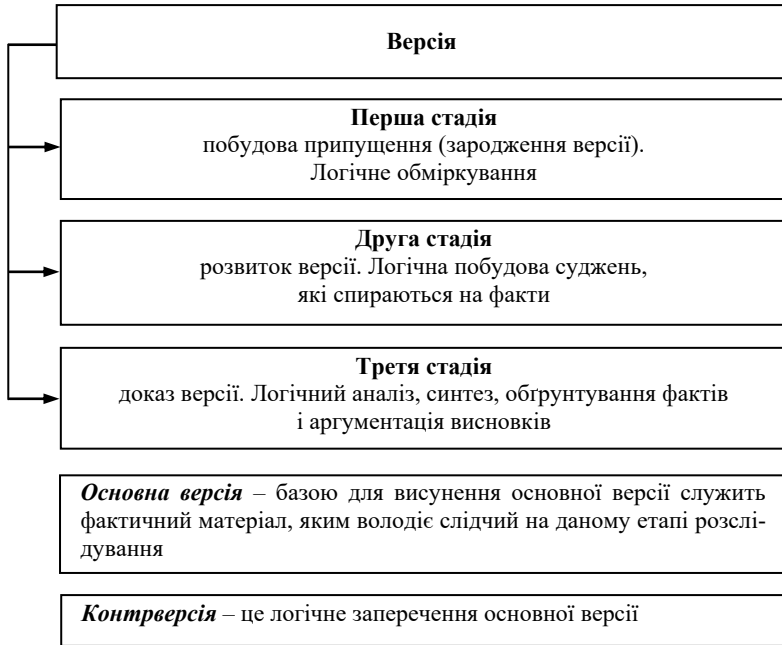 Версія
Перша стадія
побудова припущення (зародження версії).
Логічне обміркування
Друга стадія
розвиток версії. Логічна побудова суджень,
які спираються на факти
Третя стадія
доказ версії. Логічний аналіз, синтез, обґрунтування фактів
і аргументація висновків
Основна версія – базою для висунення основної версії служить
фактичний матеріал, яким володіє слідчий на даному етапі розслі-
дування
Контрверсія – це логічне заперечення основної версії